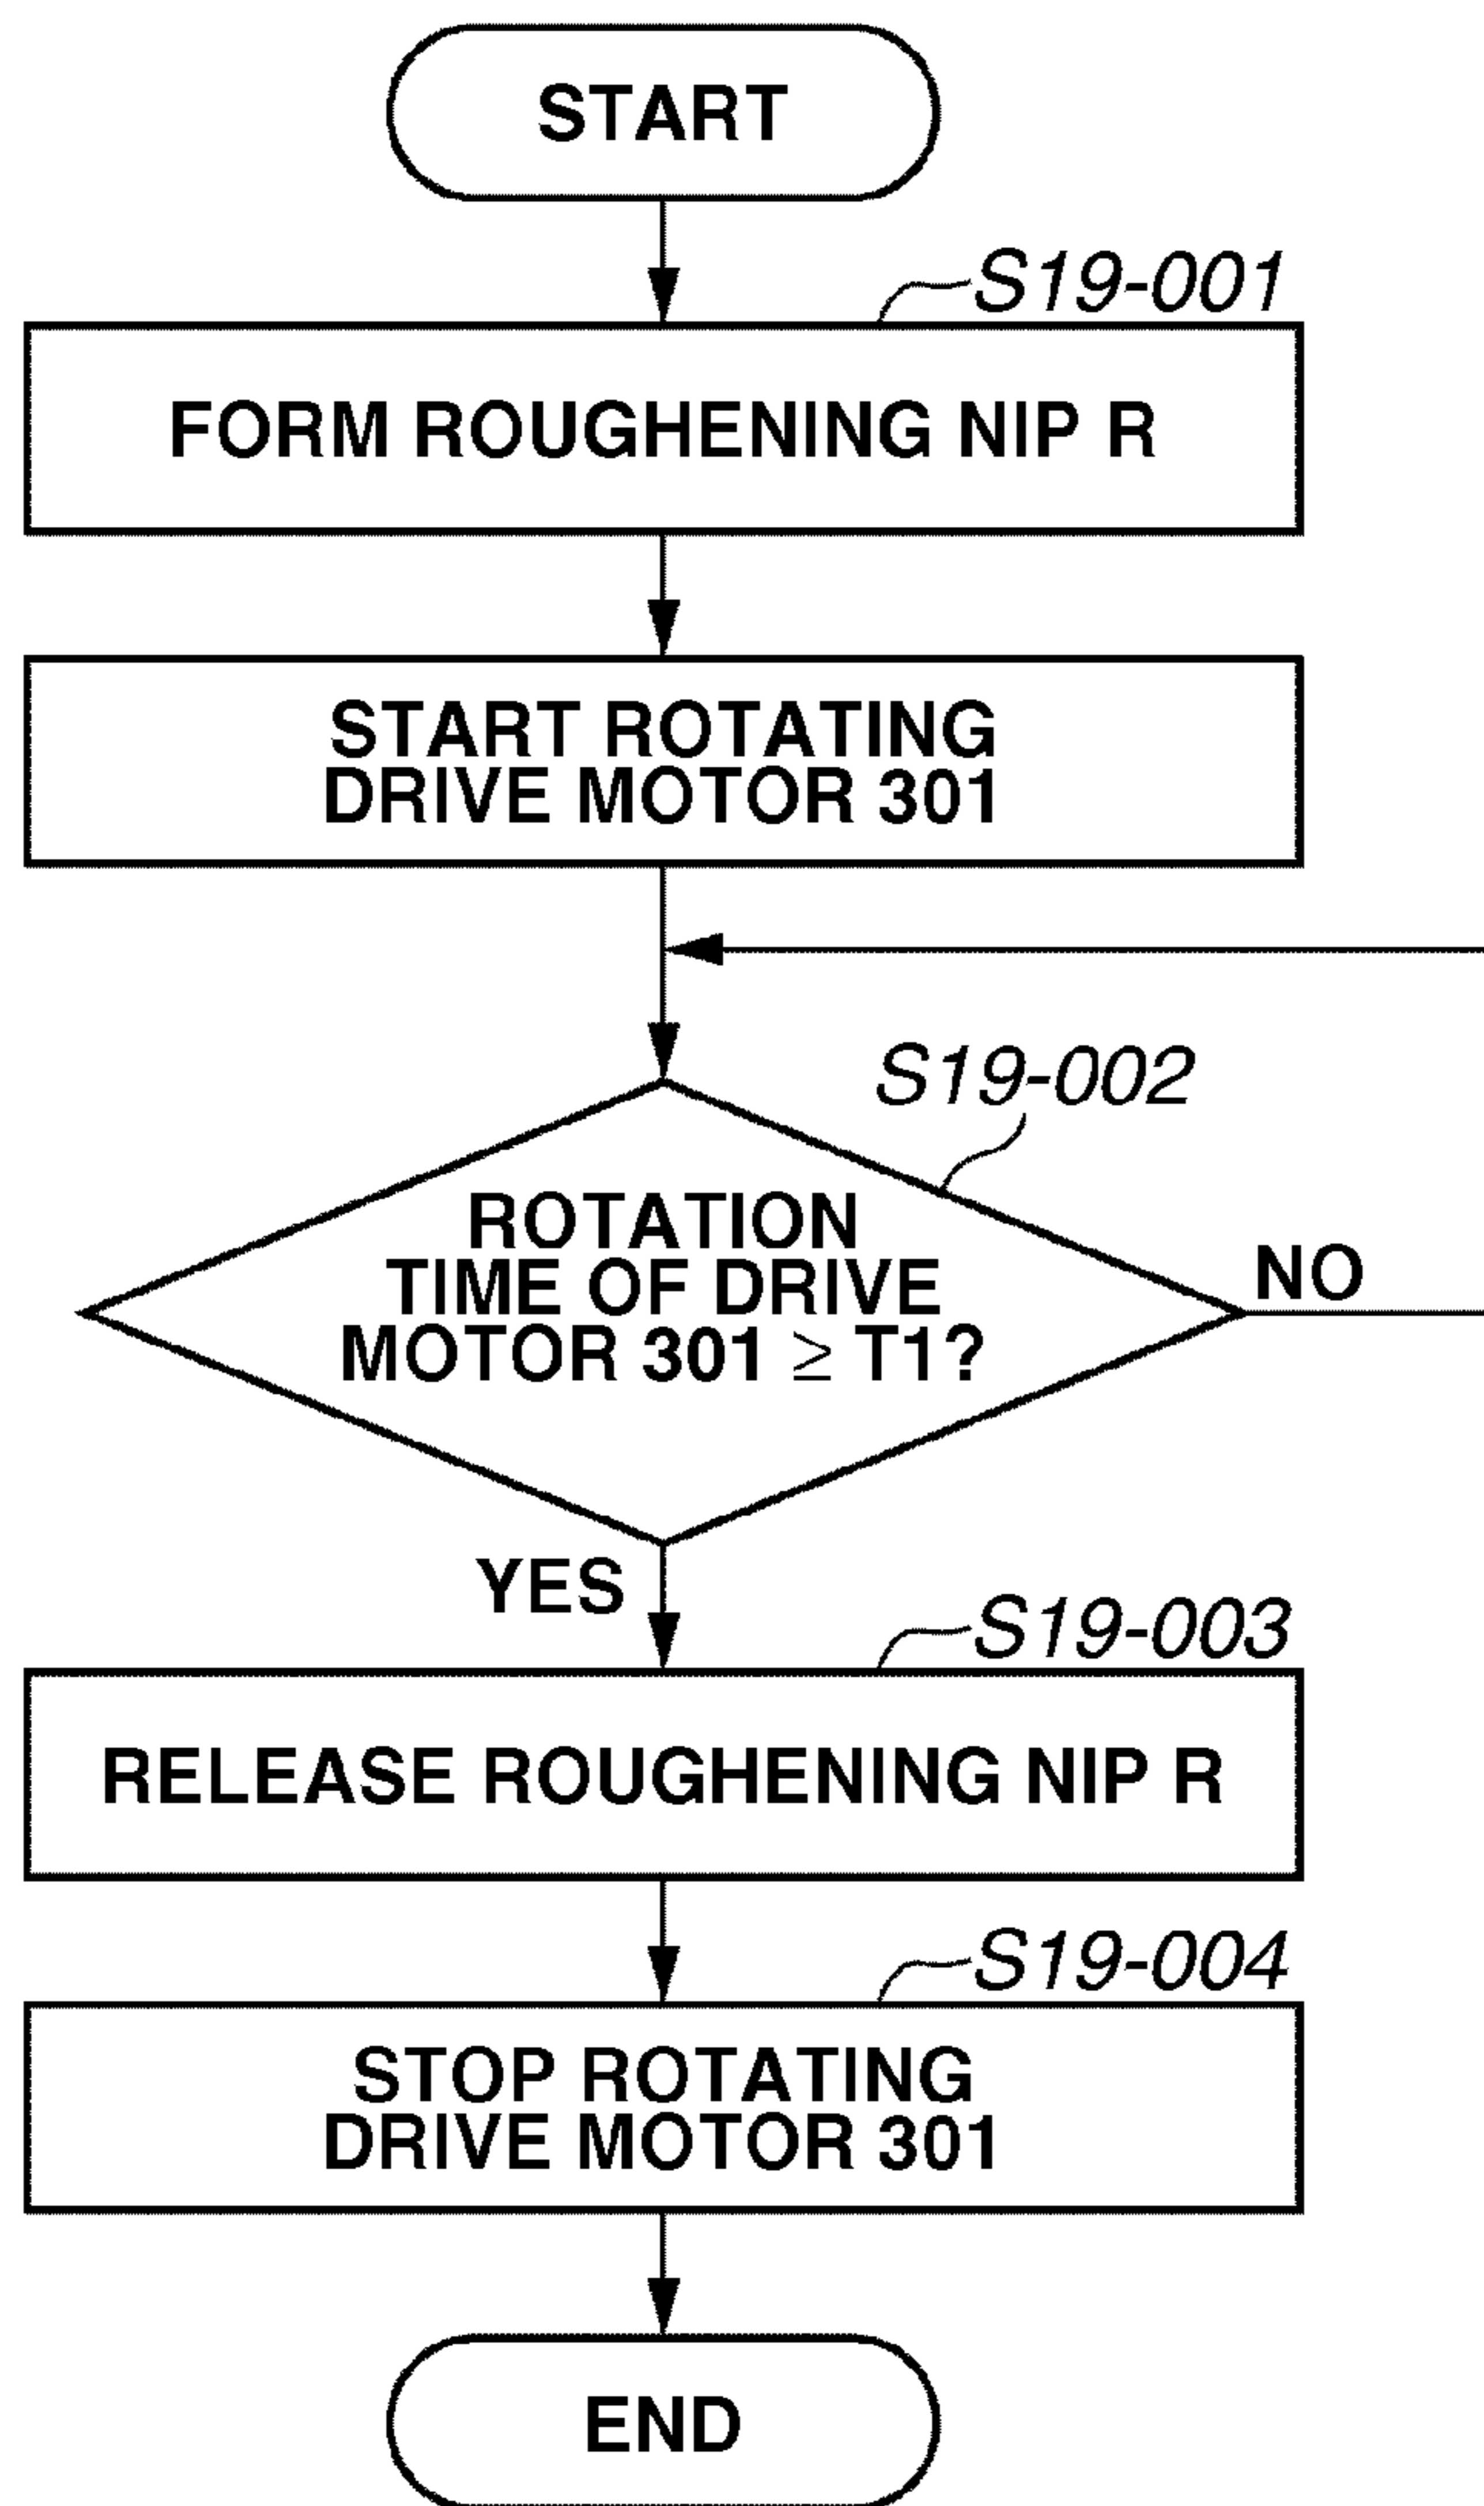 START
S19-001
FORM ROUGHENING NIP R
START ROTATING
DRIVE MOTOR 301
S19-002
ROTATION
TIME OF DRIVE
MOTOR 301 ≥ T1?
NO
YES
S19-003
RELEASE ROUGHENING NIP R
S19-004
STOP ROTATING
DRIVE MOTOR 301
END